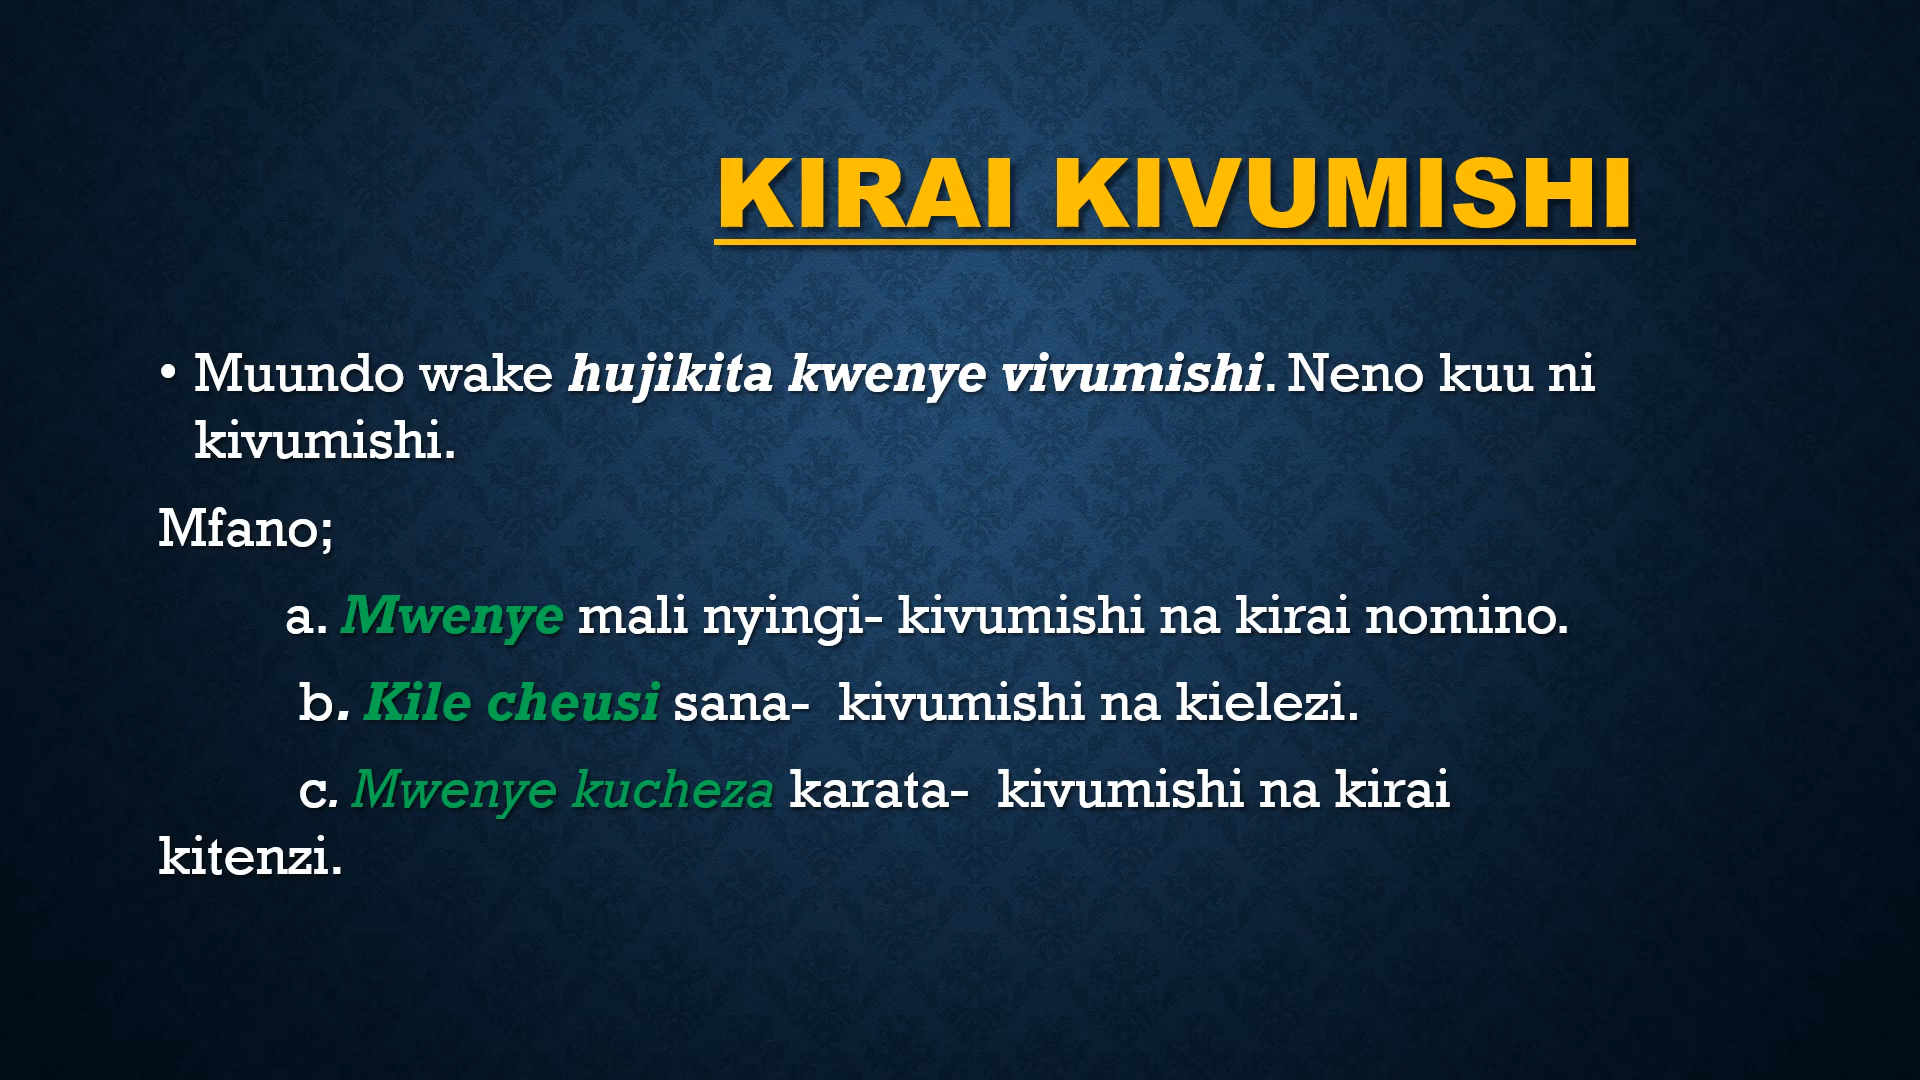 KIRAI KIVUMISHI
• Muundo wake hujikita kwenye vivumishi. Neno kuu ni
kivumishi.
Mfano;
a. Mwenye mali nyingi- kivumishi na kirai nomino.
b. Kile cheusi sana- kivumishi na kielezi.
c. Mwenye kucheza karata- kivumishi na kirai
kitenzi.